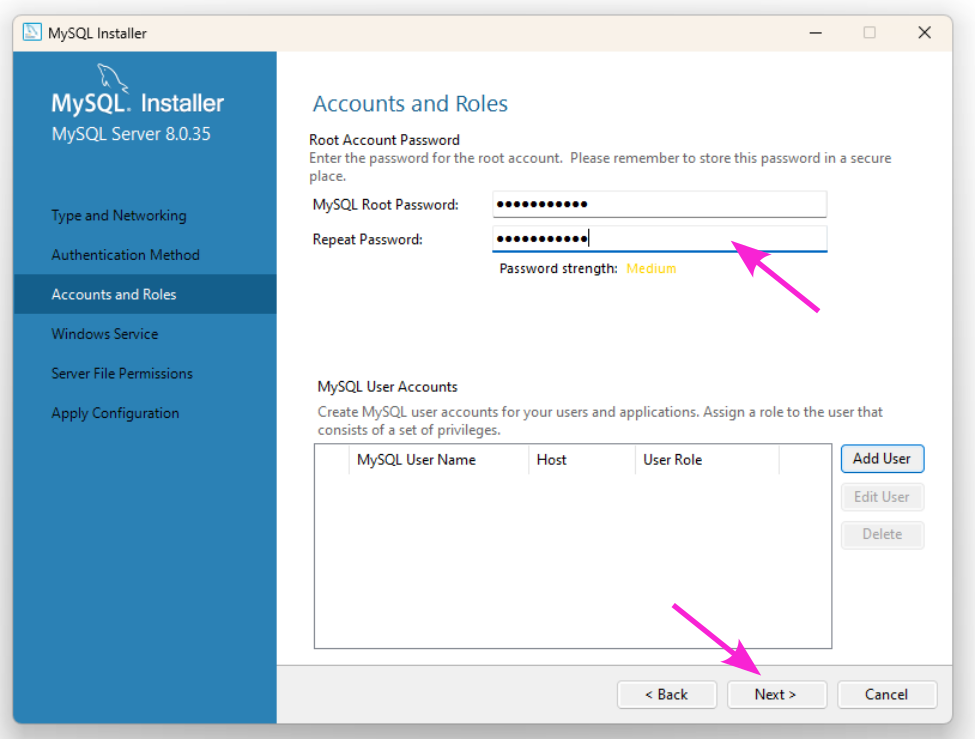 MySQL Installer
MySQL. Installer
MySQL Server 8.0.35
Type and Networking
Authentication Method
Accounts and Roles
Windows Service
Server File Permissions
Apply Configuration
Accounts and Roles
Root Account Password
Enter the password for the root account.  Please remember to store this password in a secure
place.
MySQL Root Password:
●●●●●●●●●●●
Repeat Password:
●●●●●●●●●●●
Password strength: Medium
MySQL User Accounts
Create MySQL user accounts for your users and applications. Assign a role to the user that
consists of a set of privileges.
MySQL User Name Host User Role
Add User
Edit User
Delete
< Back Next > Cancel